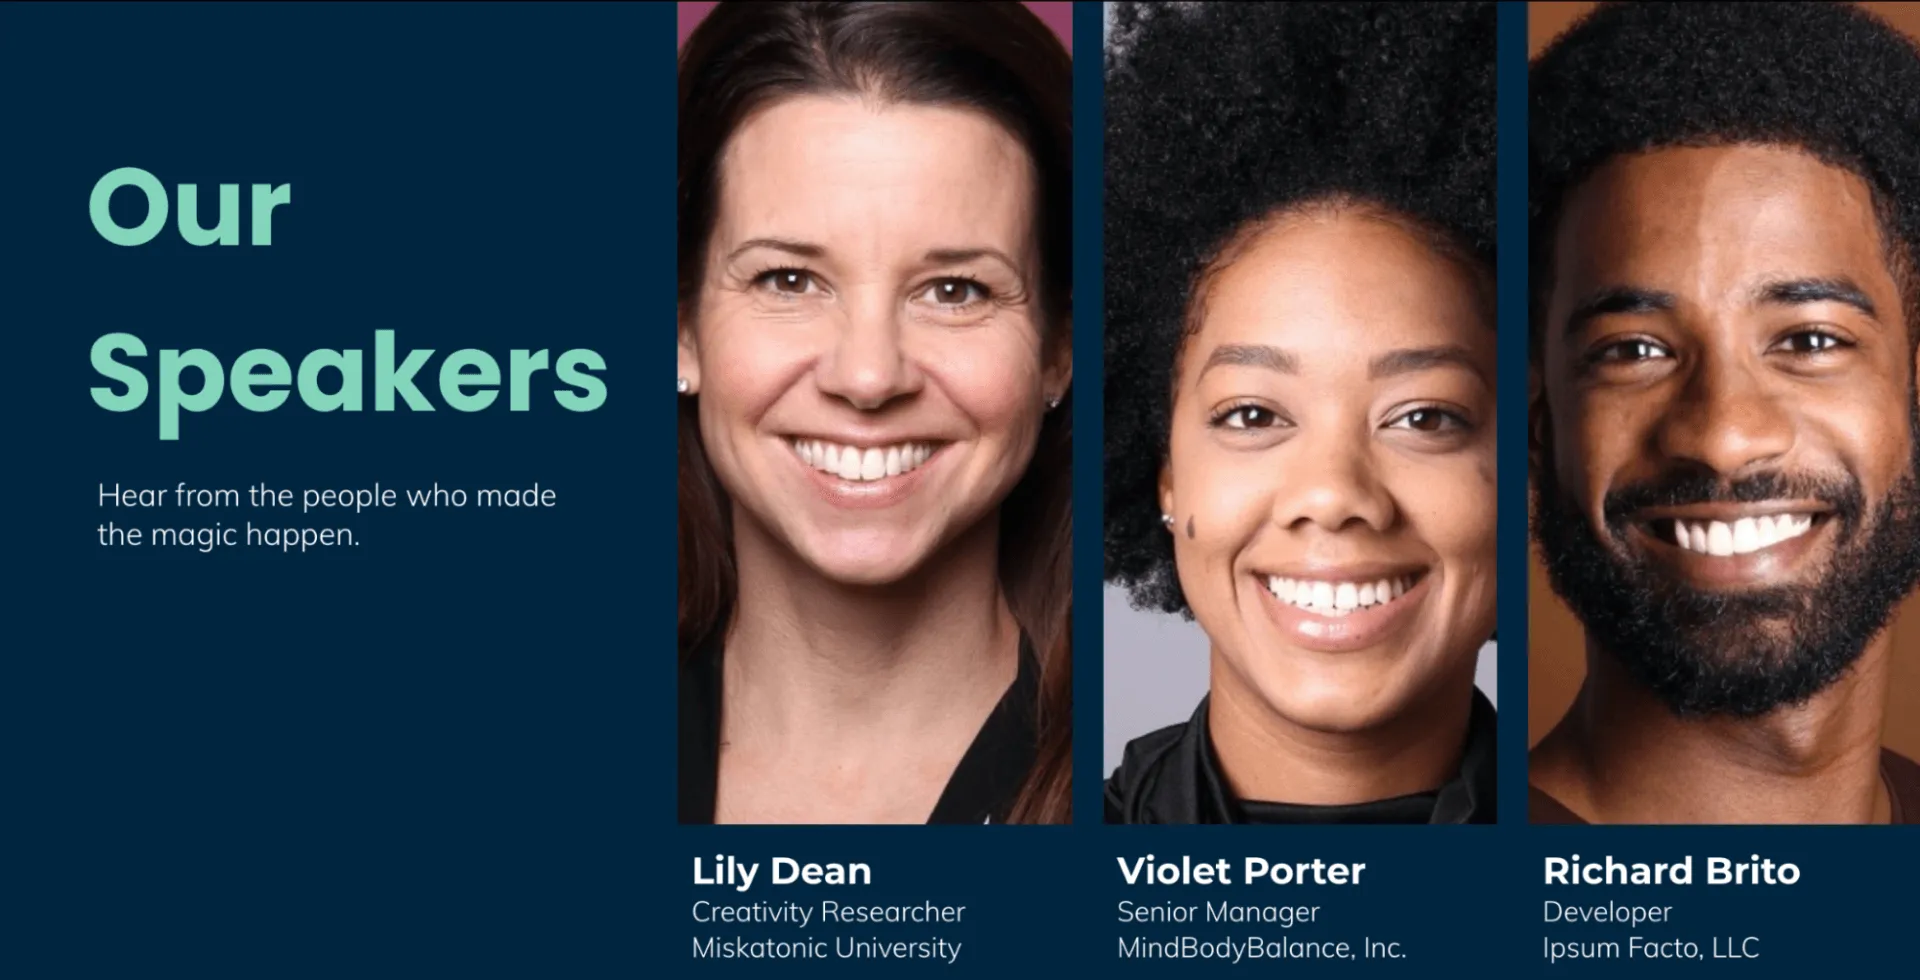 Our
Speakers
Hear from the people who made
the magic happen.
Lily Dean
Creativity Researcher
Miskatonic University
Violet Porter
Senior Manager
MindBodyBalance, Inc.
Richard Brito
Developer
Ipsum Facto, LLC